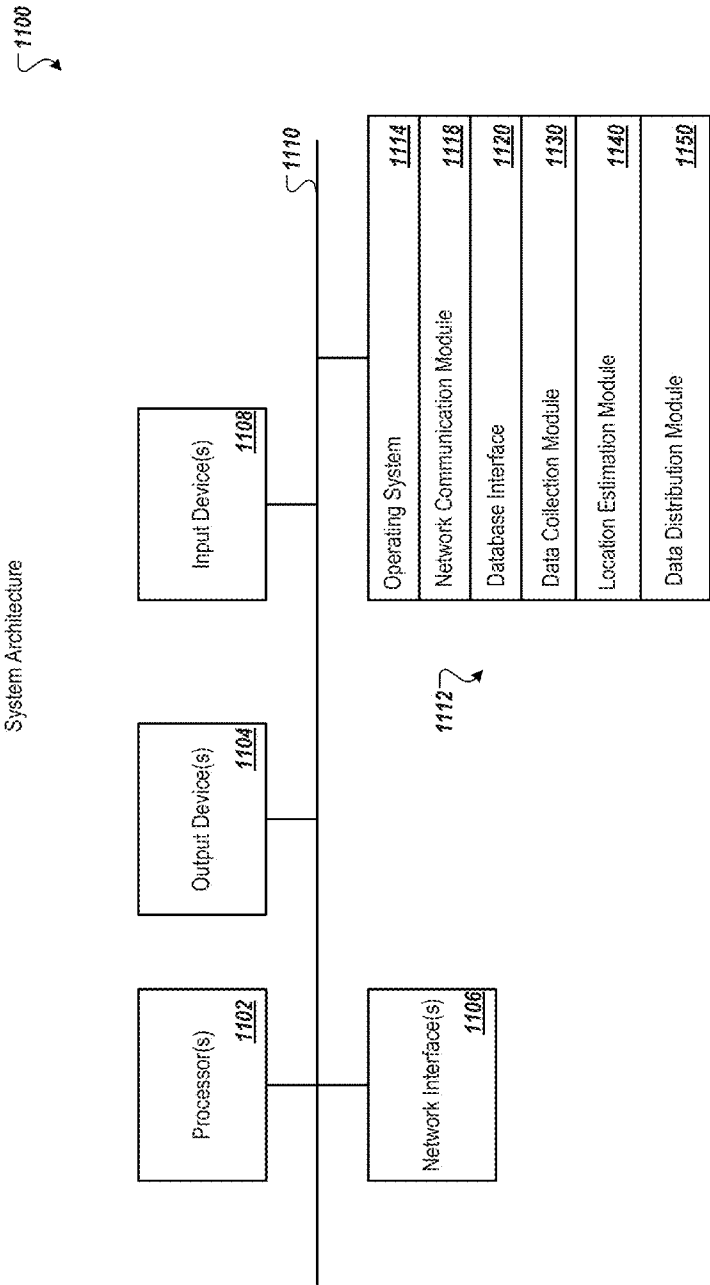 System Architecture
1100
Processor(s)
1102
Output Device(s)
1104
Input Device(s)
1108
1110
Network Interface(s)
1106
1112
Operating System 1114
Network Communication Module 1118
Database Interface 1120
Data Collection Module 1130
Location Estimation Module 1140
Data Distribution Module 1150